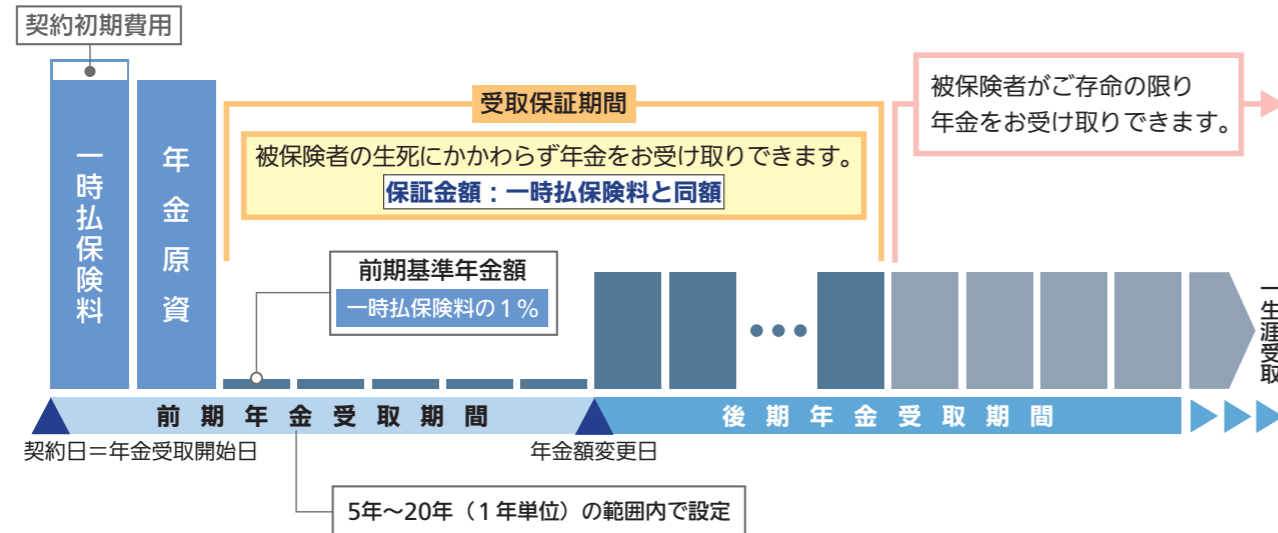 契約初期費用
一時払保険料
年金原資
受取保証期間
被保険者の生死にかかわらず年金をお受け取りできます。
保証金額：一時払保険料と同額
被保険者がご存命の限り
年金をお受け取りできます。
前期基準年金額
一時払保険料の１％
一生涯受取
前期年金受取期間
後期年金受取期間
契約日＝年金受取開始日
年金額変更日
5年～20年（１年単位）の範囲内で設定